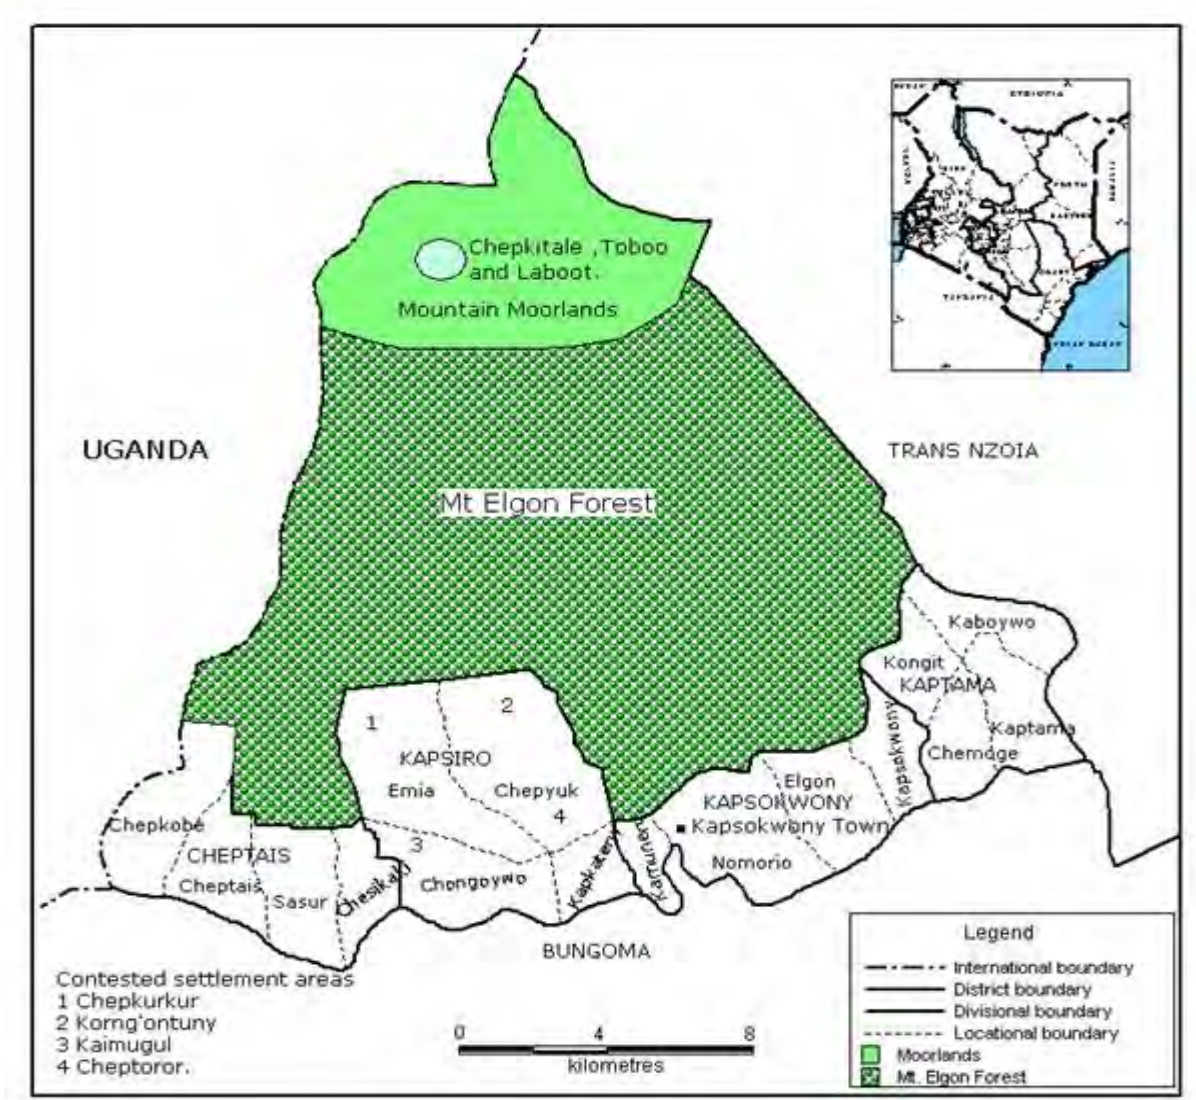 ETHIOPIA
Chepkitale ,Toboo
and Laboot.
Mountain Moorlands
UGANDA
TRANS NZOIA
Mt Elgon Forest
Kaboywo
Kongit
KAPTAMA
Kaptama
Chemoge
Kapsokwony
1
2
KAPSIRO
Emia
Chepyuk
4
3
Chongoywo
Kapkateny
Kamuneru
Elgon
KAPSOKWONY
Kapsokwony Town
Nomorio
Chepkobe
CHEPTAIS
Cheptais
Sasur
Chesikaky
BUNGOMA
Contested settlement areas
1 Chepkurkur
2 Korng'ontuny
3 Kaimugul
4 Cheptoror.
0 4 8
kilometres
Legend
International boundary
District boundary
Divisional boundary
Locational boundary
Moorlands
Mt. Elgon Forest